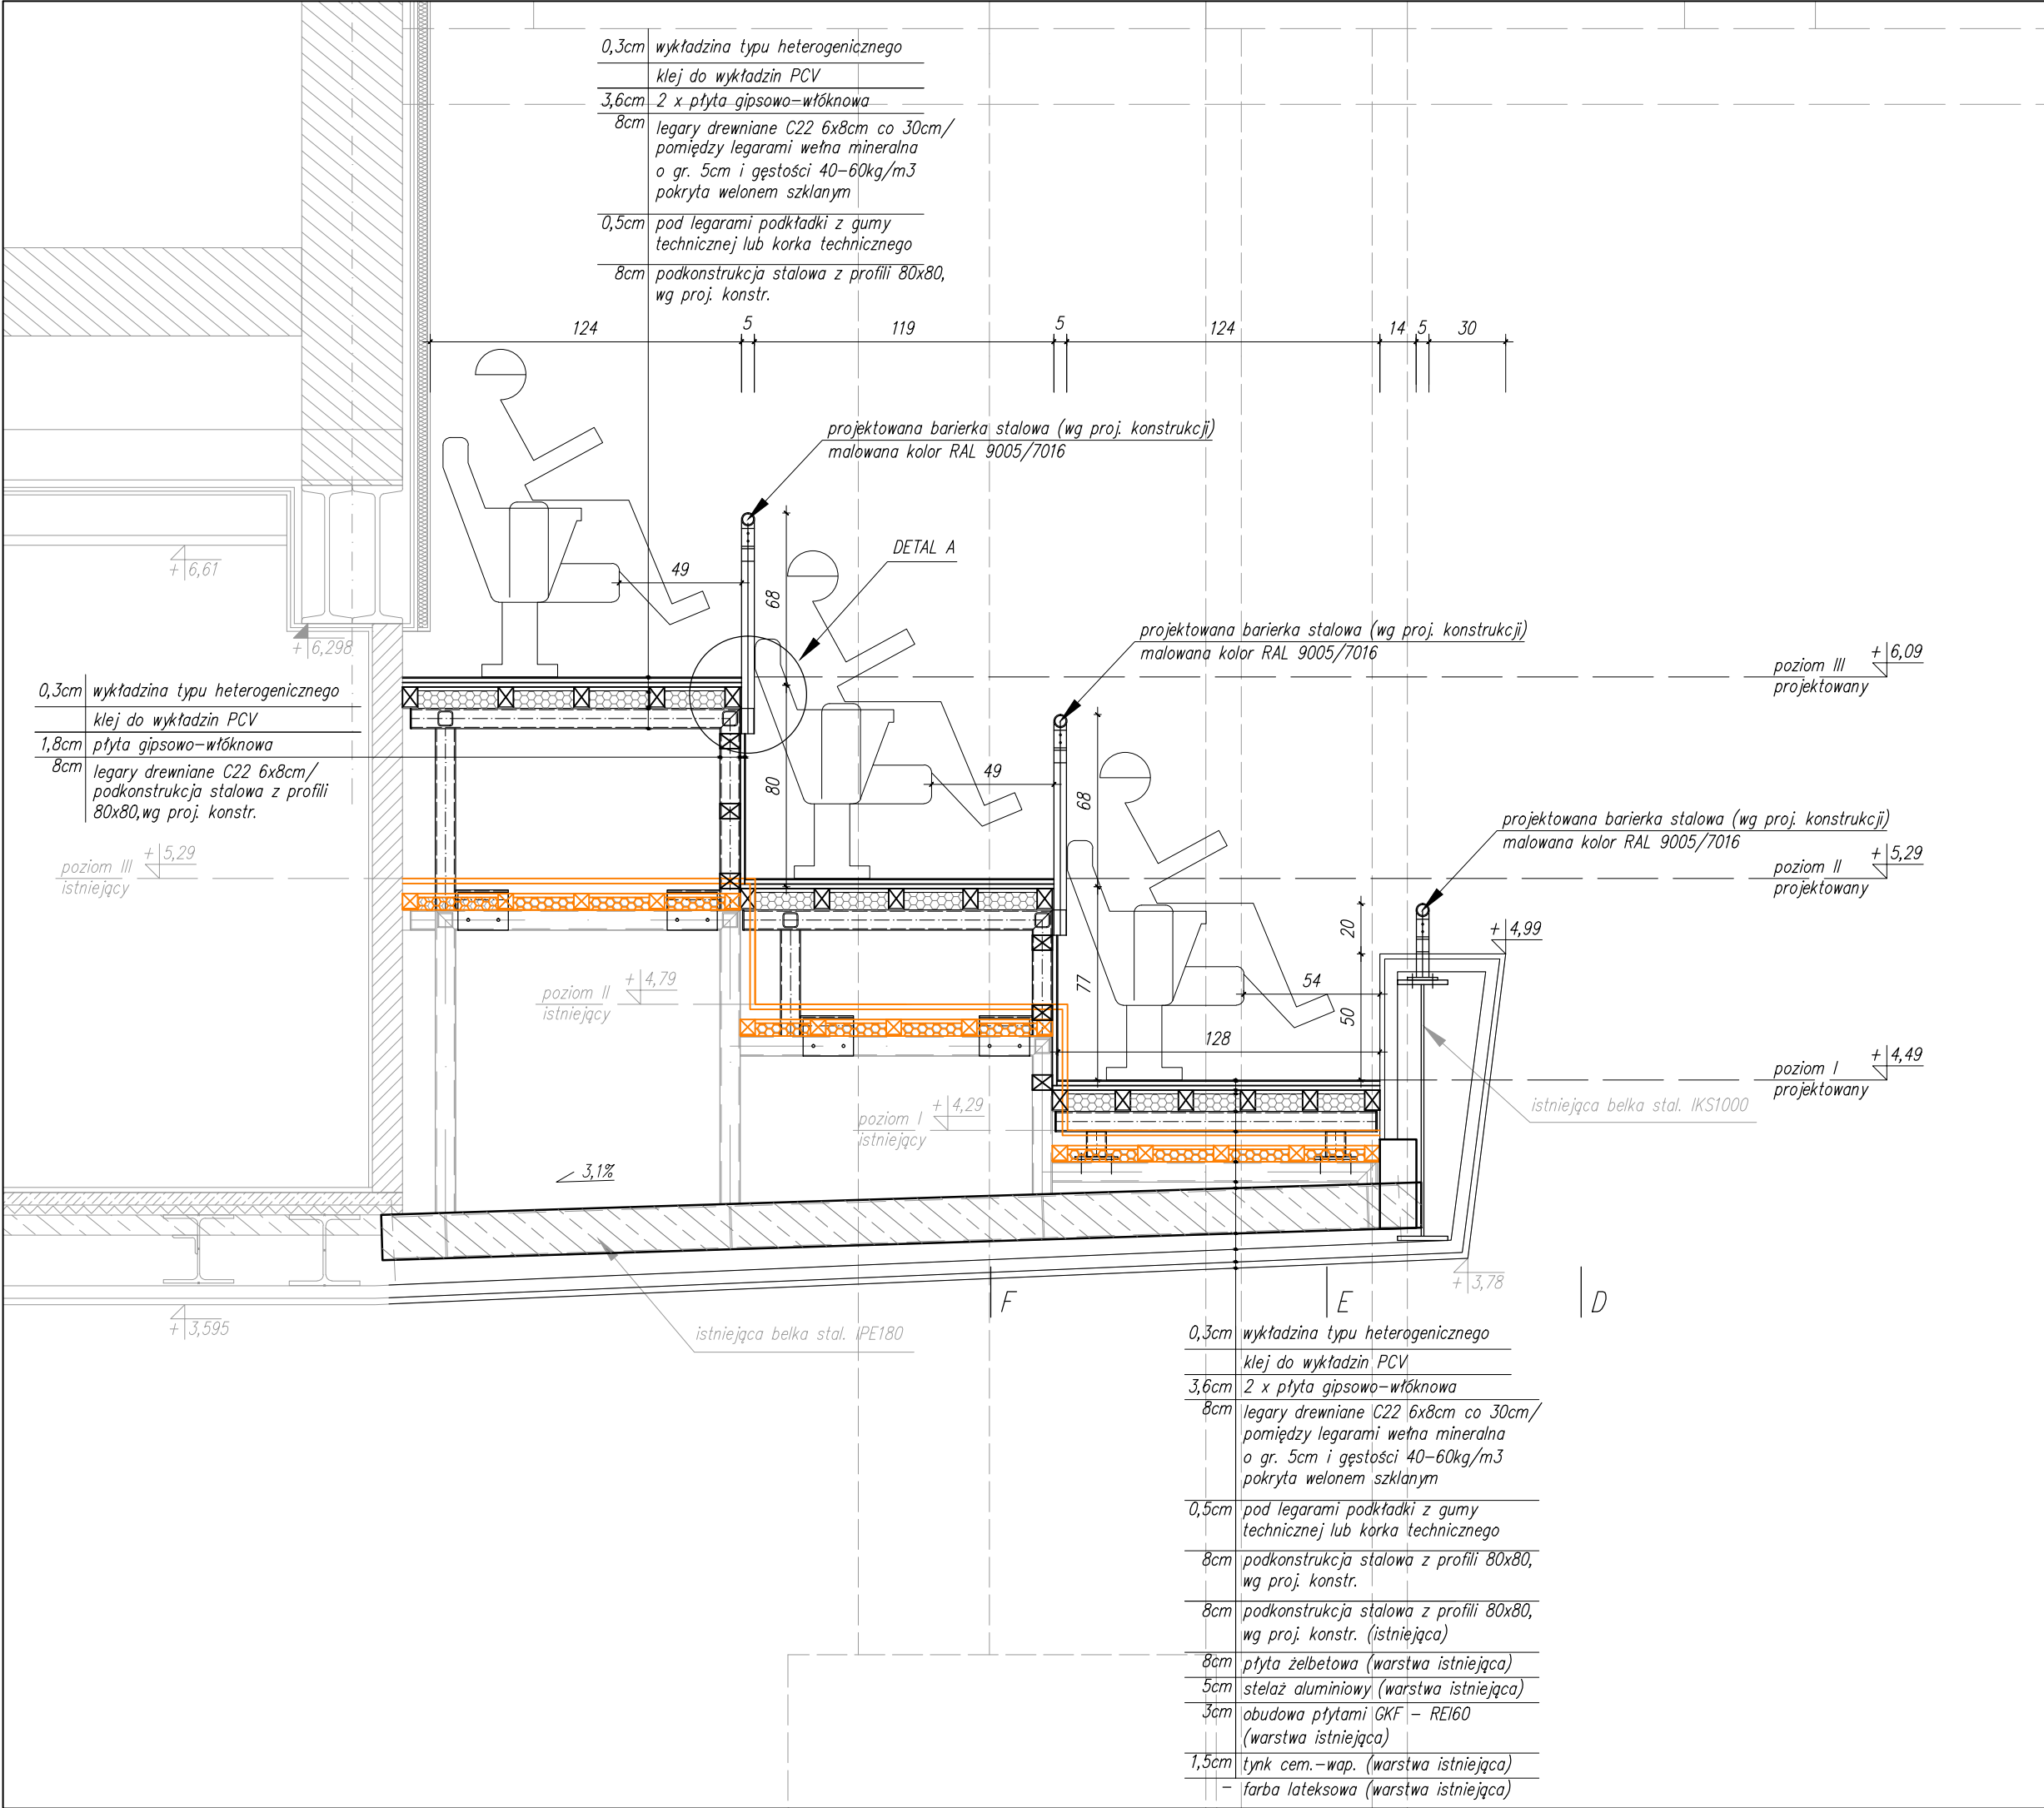 0,3cm wykładzina typu heterogenicznego
klej do wykładzin PCV
3,6cm 2 x płyta gipsowo-włóknowa
8cm legary drewniane C22 6x8cm co 30cm/
pomiędzy legarami wełna mineralna
o gr. 5cm i gęstości 40-60kg/m3
pokryta welonem szklanym
0,5cm pod legarami podkładki z gumy
technicznej lub korka technicznego
8cm podkonstrukcja stalowa z profili 80x80,
wg proj. konstr.
124 5 119 5 124 14 5 30
projektowana barierka stalowa (wg proj. konstrukcji)
malowana kolor RAL 9005/7016
DETAL A
+ 6,61
49
68
projektowana barierka stalowa (wg proj. konstrukcji)
malowana kolor RAL 9005/7016
+ 6,298
poziom III + 6,09
projektowany
0,3cm wykładzina typu heterogenicznego
klej do wykładzin PCV
1,8cm płyta gipsowo-włóknowa
8cm legary drewniane C22 6x8cm/
podkonstrukcja stalowa z profili
80x80,wg proj. konstr.
80
49
68
projektowana barierka stalowa (wg proj. konstrukcji)
malowana kolor RAL 9005/7016
poziom III + 5,29
istniejący
poziom II + 5,29
projektowany
20
+ 4,99
poziom II + 4,79
istniejący
77
54
50
128
poziom I + 4,49
projektowany
poziom I + 4,29
istniejący
istniejąca belka stal. IKS1000
3,1%
+ 3,78
F E D
+ 3,595
istniejąca belka stal. IPE180
0,3cm wykładzina typu heterogenicznego
klej do wykładzin PCV
3,6cm 2 x płyta gipsowo-włóknowa
8cm legary drewniane C22 6x8cm co 30cm/
pomiędzy legarami wełna mineralna
o gr. 5cm i gęstości 40-60kg/m3
pokryta welonem szklanym
0,5cm pod legarami podkładki z gumy
technicznej lub korka technicznego
8cm podkonstrukcja stalowa z profili 80x80,
wg proj. konstr.
8cm podkonstrukcja stalowa z profili 80x80,
wg proj. konstr. (istniejąca)
8cm płyta żelbetowa (warstwa istniejąca)
5cm stelaż aluminiowy (warstwa istniejąca)
3cm obudowa płytami GKF - REI60
(warstwa istniejąca)
1,5cm tynk cem.-wap. (warstwa istniejąca)
- farba lateksowa (warstwa istniejąca)